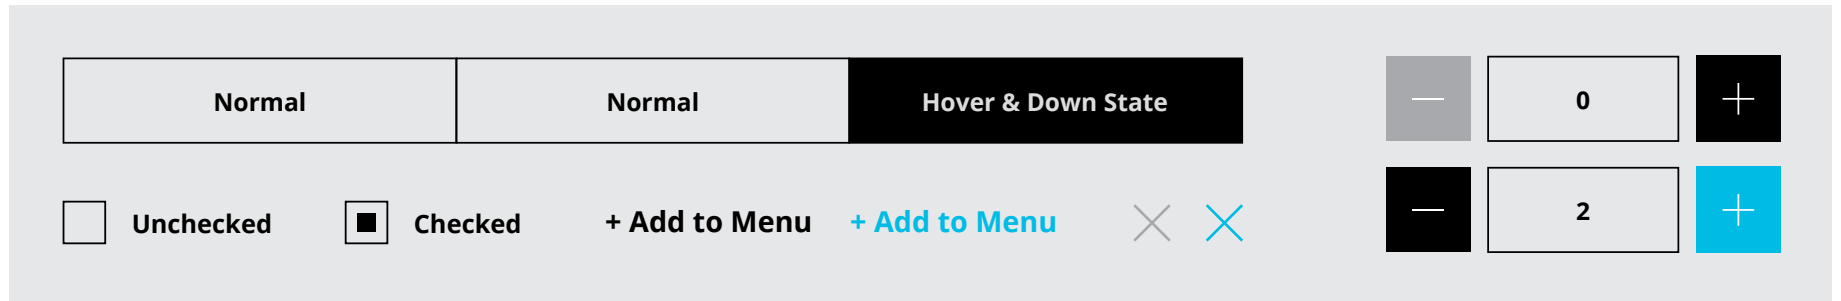 Normal
Normal
Hover & Down State
0
Unchecked
Checked
+ Add to Menu
+ Add to Menu
2